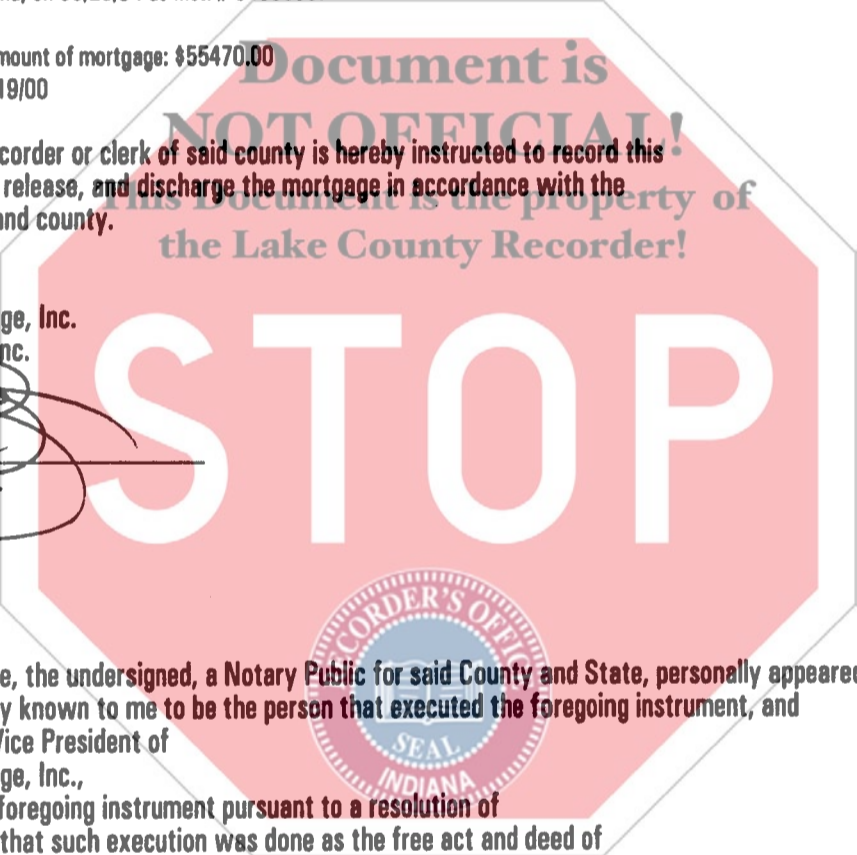 mount of mortgage: $55470.00
19/00
Document is
NOT OFFICIAL!
corder or clerk of said county is hereby instructed to record this
release, and discharge the mortgage in accordance with the
This Document is the property of
and county.
the Lake County Recorder!
ge, Inc.
nc.
STOP
RECORDER'S OFFIC
e, the undersigned, a Notary Public for said County and State, personally appeared
y known to me to be the person that executed the foregoing instrument, and
Vice President of
SEAL
ge, Inc.,
INDIANA
foregoing instrument pursuant to a resolution of
that such execution was done as the free act and deed of